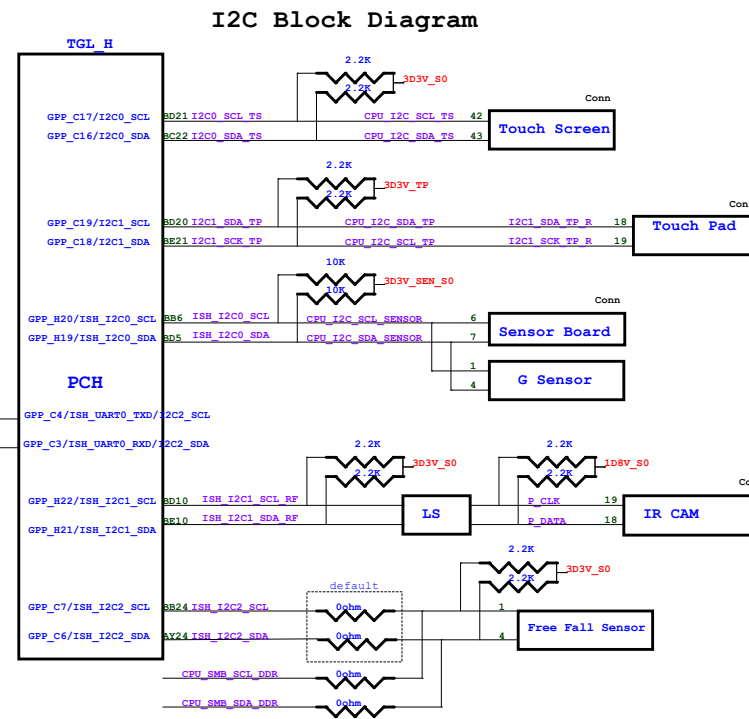 I2C Block Diagram
TGL_H
2.2K
2.2K
3D3V_S0
Conn
GPP_C17/I2C0_SCL BD21 I2C0_SCL_TS CPU_I2C_SCL_TS 42
GPP_C16/I2C0_SDA BC22 I2C0_SDA_TS CPU_I2C_SDA_TS 43
Touch Screen
2.2K
2.2K
3D3V_TP
Con
GPP_C19/I2C1_SCL BD20 I2C1_SDA_TP CPU_I2C_SDA_TP I2C1_SDA_TP_R 18
GPP_C18/I2C1_SDA BE21 I2C1_SCK_TP CPU_I2C_SCL_TP I2C1_SCK_TP_R 19
Touch Pad
10K
10K
3D3V_SEN_S0
Conn
GPP_H20/ISH_I2C0_SCL BB6 ISH_I2C0_SCL CPU_I2C_SCL_SENSOR 6
GPP_H19/ISH_I2C0_SDA BD5 ISH_I2C0_SDA CPU_I2C_SDA_SENSOR 7
Sensor Board
1
4
G Sensor
PCH
GPP_C4/ISH_UART0_TXD/I2C2_SCL
GPP_C3/ISH_UART0_RXD/I2C2_SDA
2.2K
2.2K
3D3V_S0
2.2K
2.2K
1D8V_S0
Co
GPP_H22/ISH_I2C1_SCL BD10 ISH_I2C1_SCL_RF P_CLK 19
GPP_H21/ISH_I2C1_SDA BE10 ISH_I2C1_SDA_RF P_DATA 18
LS
IR CAM
2.2K
2.2K
3D3V_S0
default
GPP_C7/ISH_I2C2_SCL BB24 ISH_I2C2_SCL 0ohm 1
GPP_C6/ISH_I2C2_SDA AY24 ISH_I2C2_SDA 0ohm 4
Free Fall Sensor
CPU_SMB_SCL_DDR 0ohm
CPU_SMB_SDA_DDR 0ohm